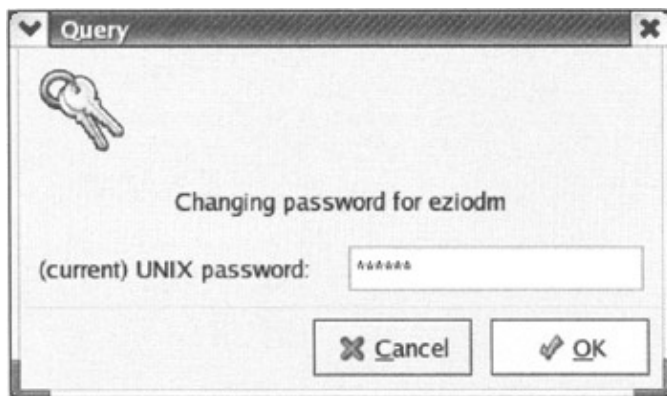 Query
Changing password for eziodm
(current) UNIX password: ******
Cancel OK